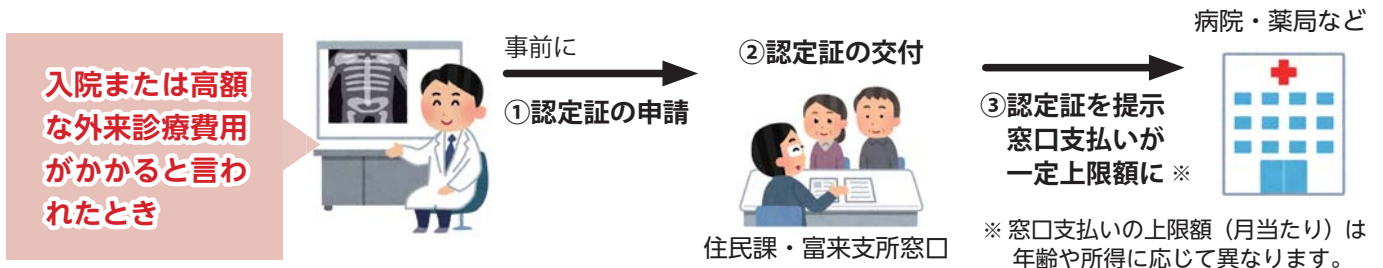 入院または高額
な外来診療費用
がかかると言わ
れたとき
事前に
①認定証の申請
②認定証の交付
住民課・富来支所窓口
病院・薬局など
③認定証を提示
窓口支払いが
一定上限額に ※
※ 窓口支払いの上限額（月当たり）は
年齢や所得に応じて異なります。